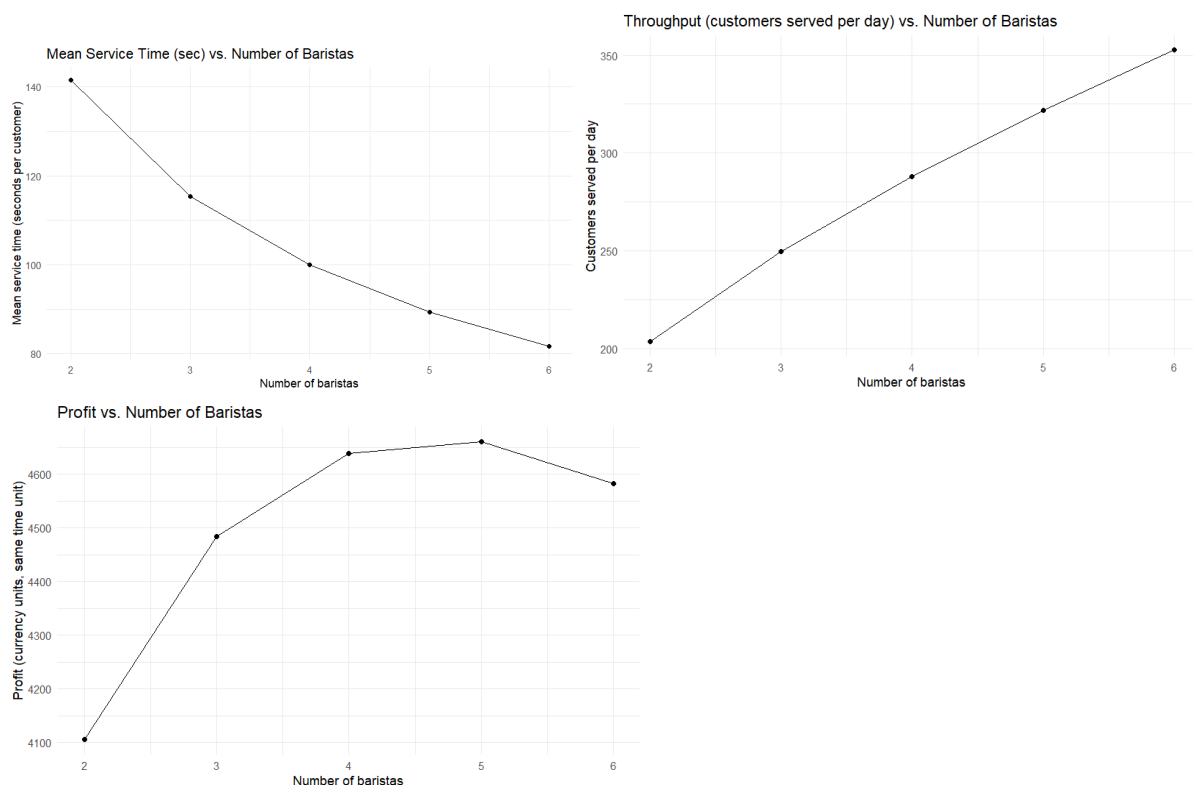 Mean Service Time (sec) vs. Number of Baristas
Mean service time (seconds per customer)
140
120
100
80
2 3 4 5 6
Number of baristas
Throughput (customers served per day) vs. Number of Baristas
Customers served per day
350
300
250
200
2 3 4 5 6
Number of baristas
Profit vs. Number of Baristas
Profit (currency units, same time unit)
4600
4500
4400
4300
4200
4100
2 3 4 5 6
Number of baristas